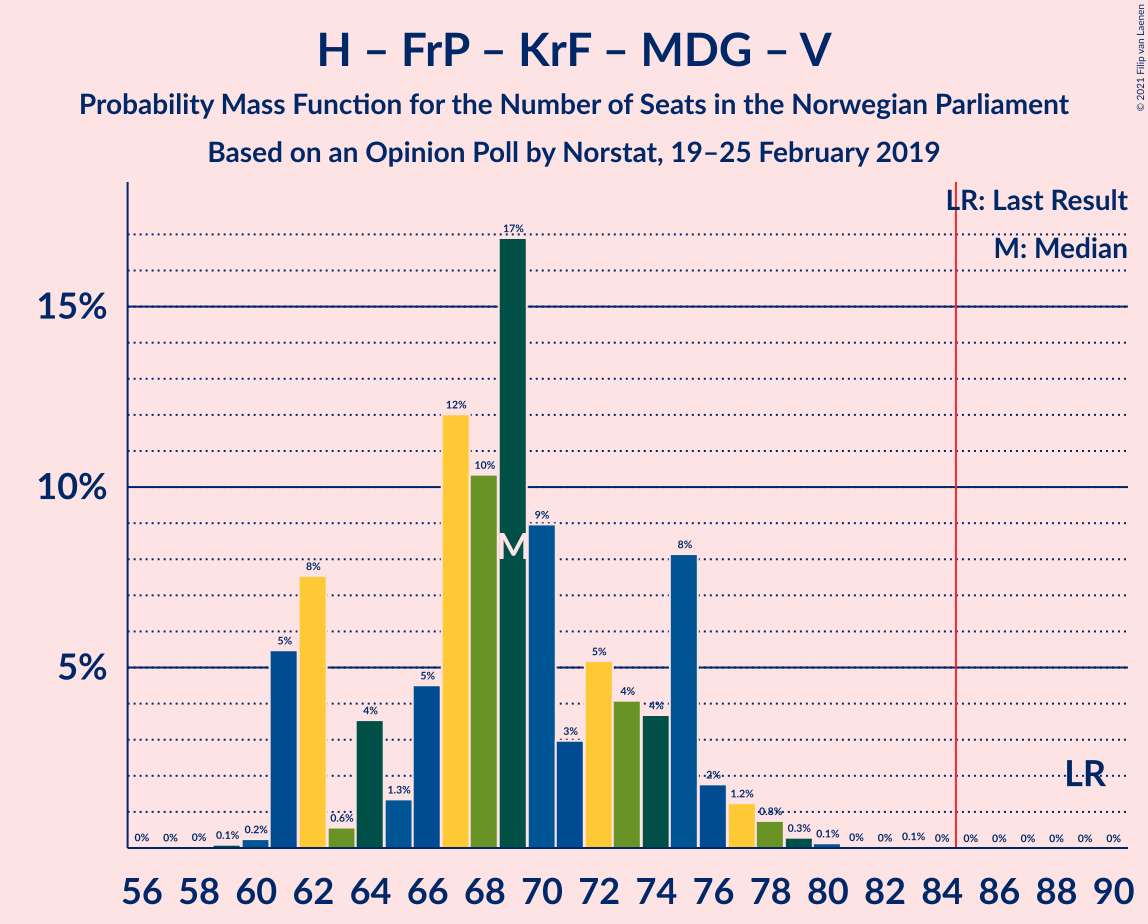 H – FrP – KrF – MDG – V
Probability Mass Function for the Number of Seats in the Norwegian Parliament
Based on an Opinion Poll by Norstat, 19–25 February 2019
© 2021 Filip van Laenen
LR: Last Result
M: Median
15%
10%
5%
0% 0% 0% 0.1% 0.2% 5% 8% 0.6% 4% 1.3% 5% 12% 10% 17% 9% 3% 5% 4% 4% 8% 2% 1.2% 0.8% 0.3% 0.1% 0% 0% 0.1% 0% 0% 0% 0% 0% 0% 0%
M
LR
56 58 60 62 64 66 68 70 72 74 76 78 80 82 84 86 88 90